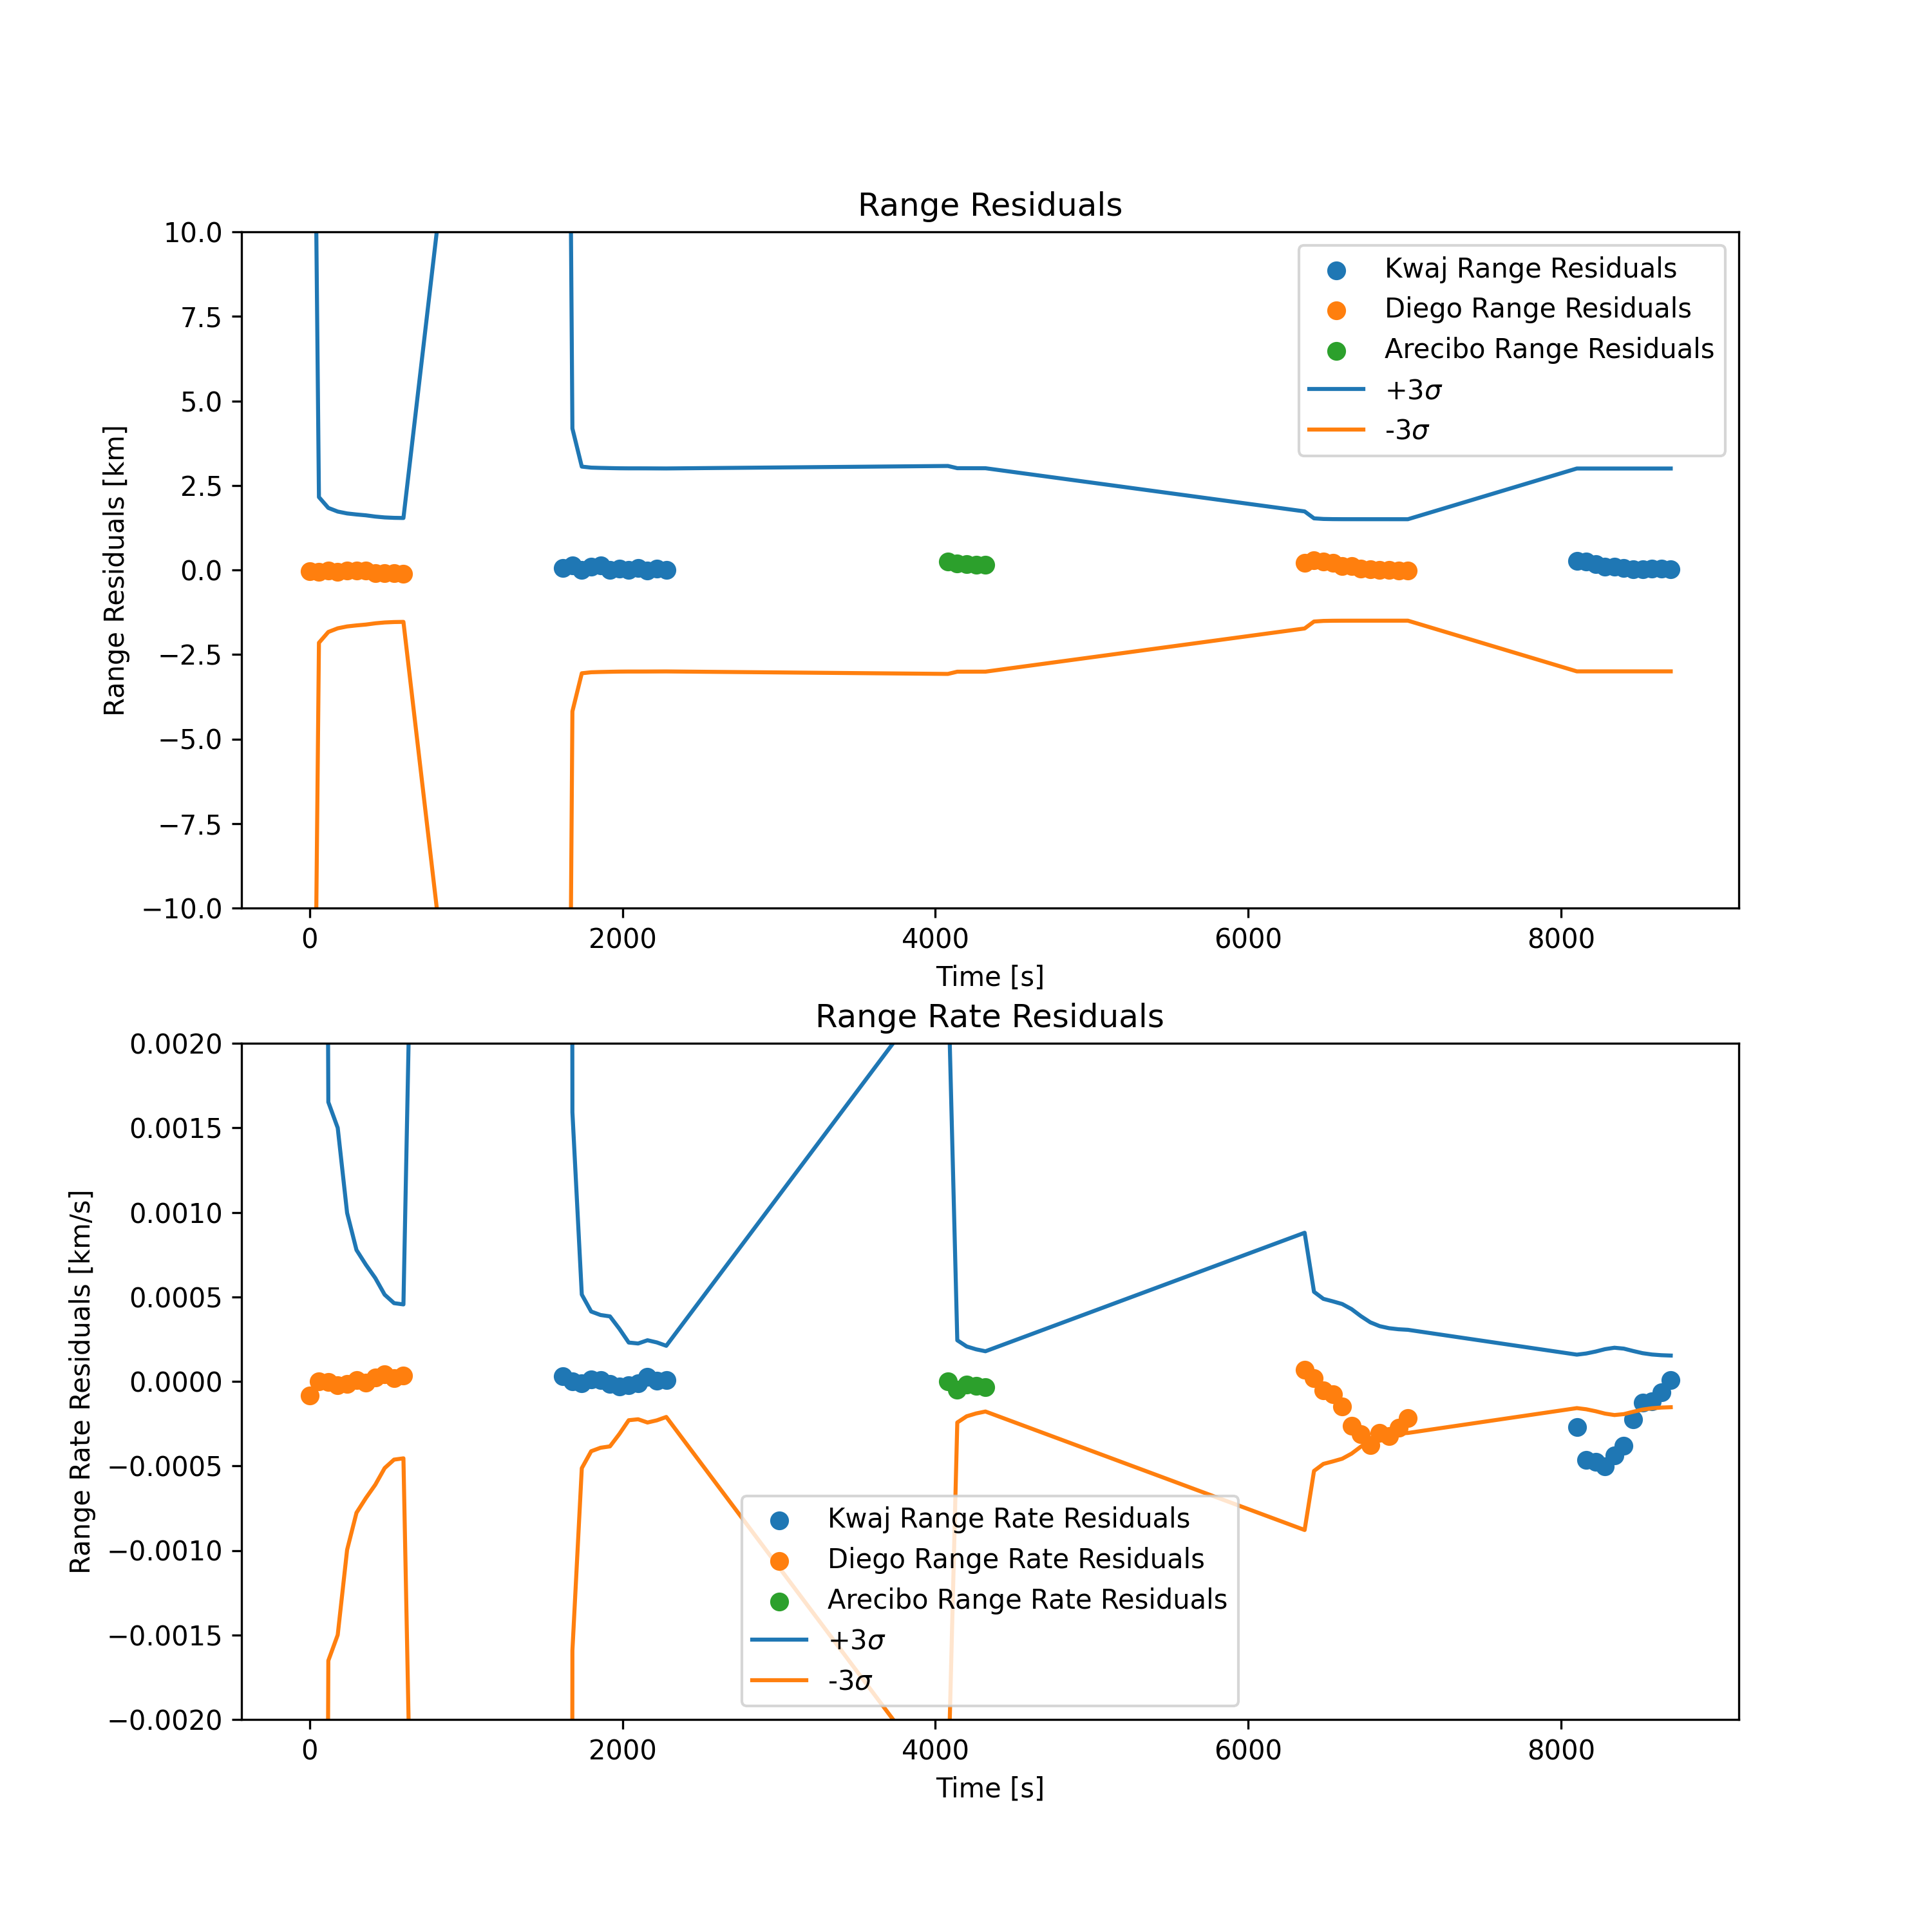 Range Residuals
10.0
7.5
5.0
2.5
0.0
−2.5
−5.0
−7.5
−10.0
Range Residuals [km]
Kwaj Range Residuals
Diego Range Residuals
Arecibo Range Residuals
+3σ
-3σ
0 2000 4000 6000 8000
Time [s]
Range Rate Residuals
0.0020
0.0015
0.0010
0.0005
0.0000
−0.0005
−0.0010
−0.0015
−0.0020
Range Rate Residuals [km/s]
Kwaj Range Rate Residuals
Diego Range Rate Residuals
Arecibo Range Rate Residuals
+3σ
-3σ
0 2000 4000 6000 8000
Time [s]